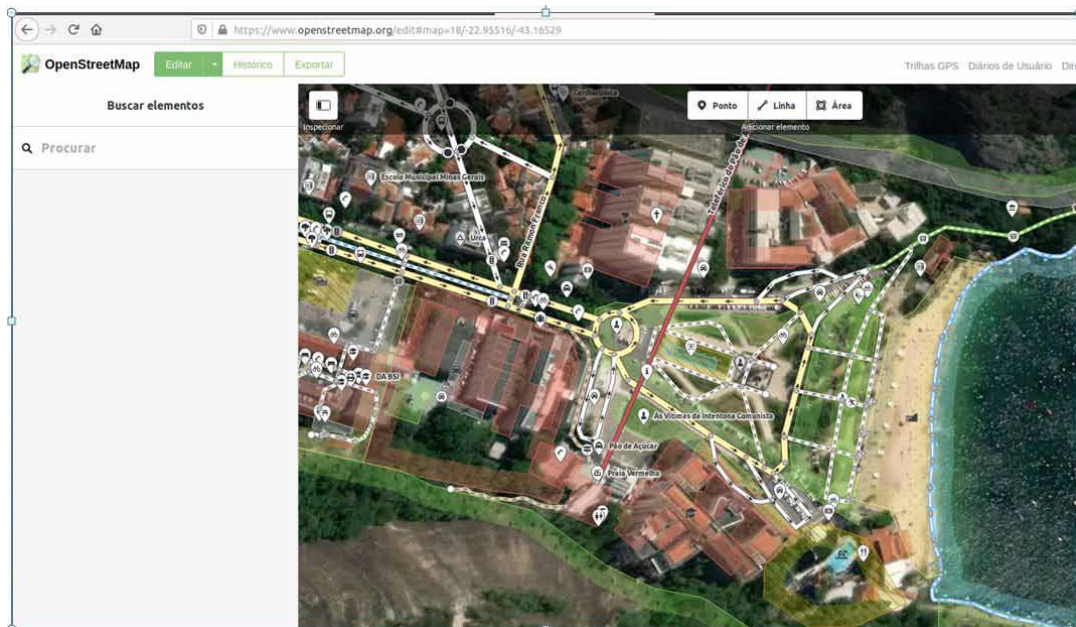 https://www.openstreetmap.org/edit#map=18/-22.95516/-43.16529
OpenStreetMap
Editar
Histórico
Exportar
Trilhas GPS
Diários de Usuário
Buscar elementos
Inspecionar
Ponto
Linha
Área
Adicionar elemento
Procurar
Escola Municipal Minas Gerais
Teleférico do Pão de
Rua Ramon Franco
Urca
DA BSI
Às Vítimas da Intentona Comunista
Pão de Açúcar
Praia Vermelha